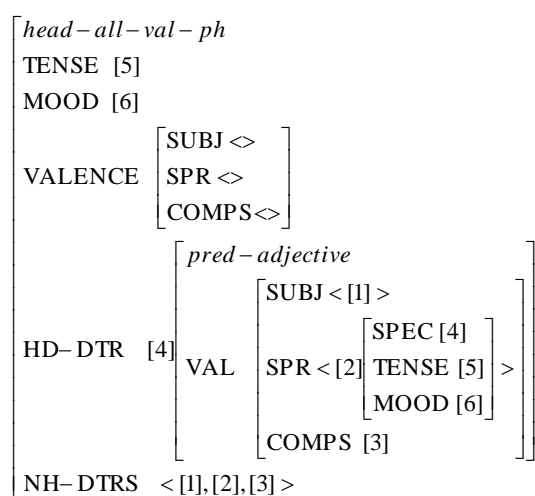 head – all – val – ph
TENSE [5]
MOOD [6]
SUBJ <>
VALENCE SPR <>
COMPS <>
pred – adjective
SUBJ < [1] >
SPEC [4]
HD – DTR [4] VAL SPR < [2] TENSE [5] >
MOOD [6]
COMPS [3]
NH – DTRS < [1], [2], [3] >